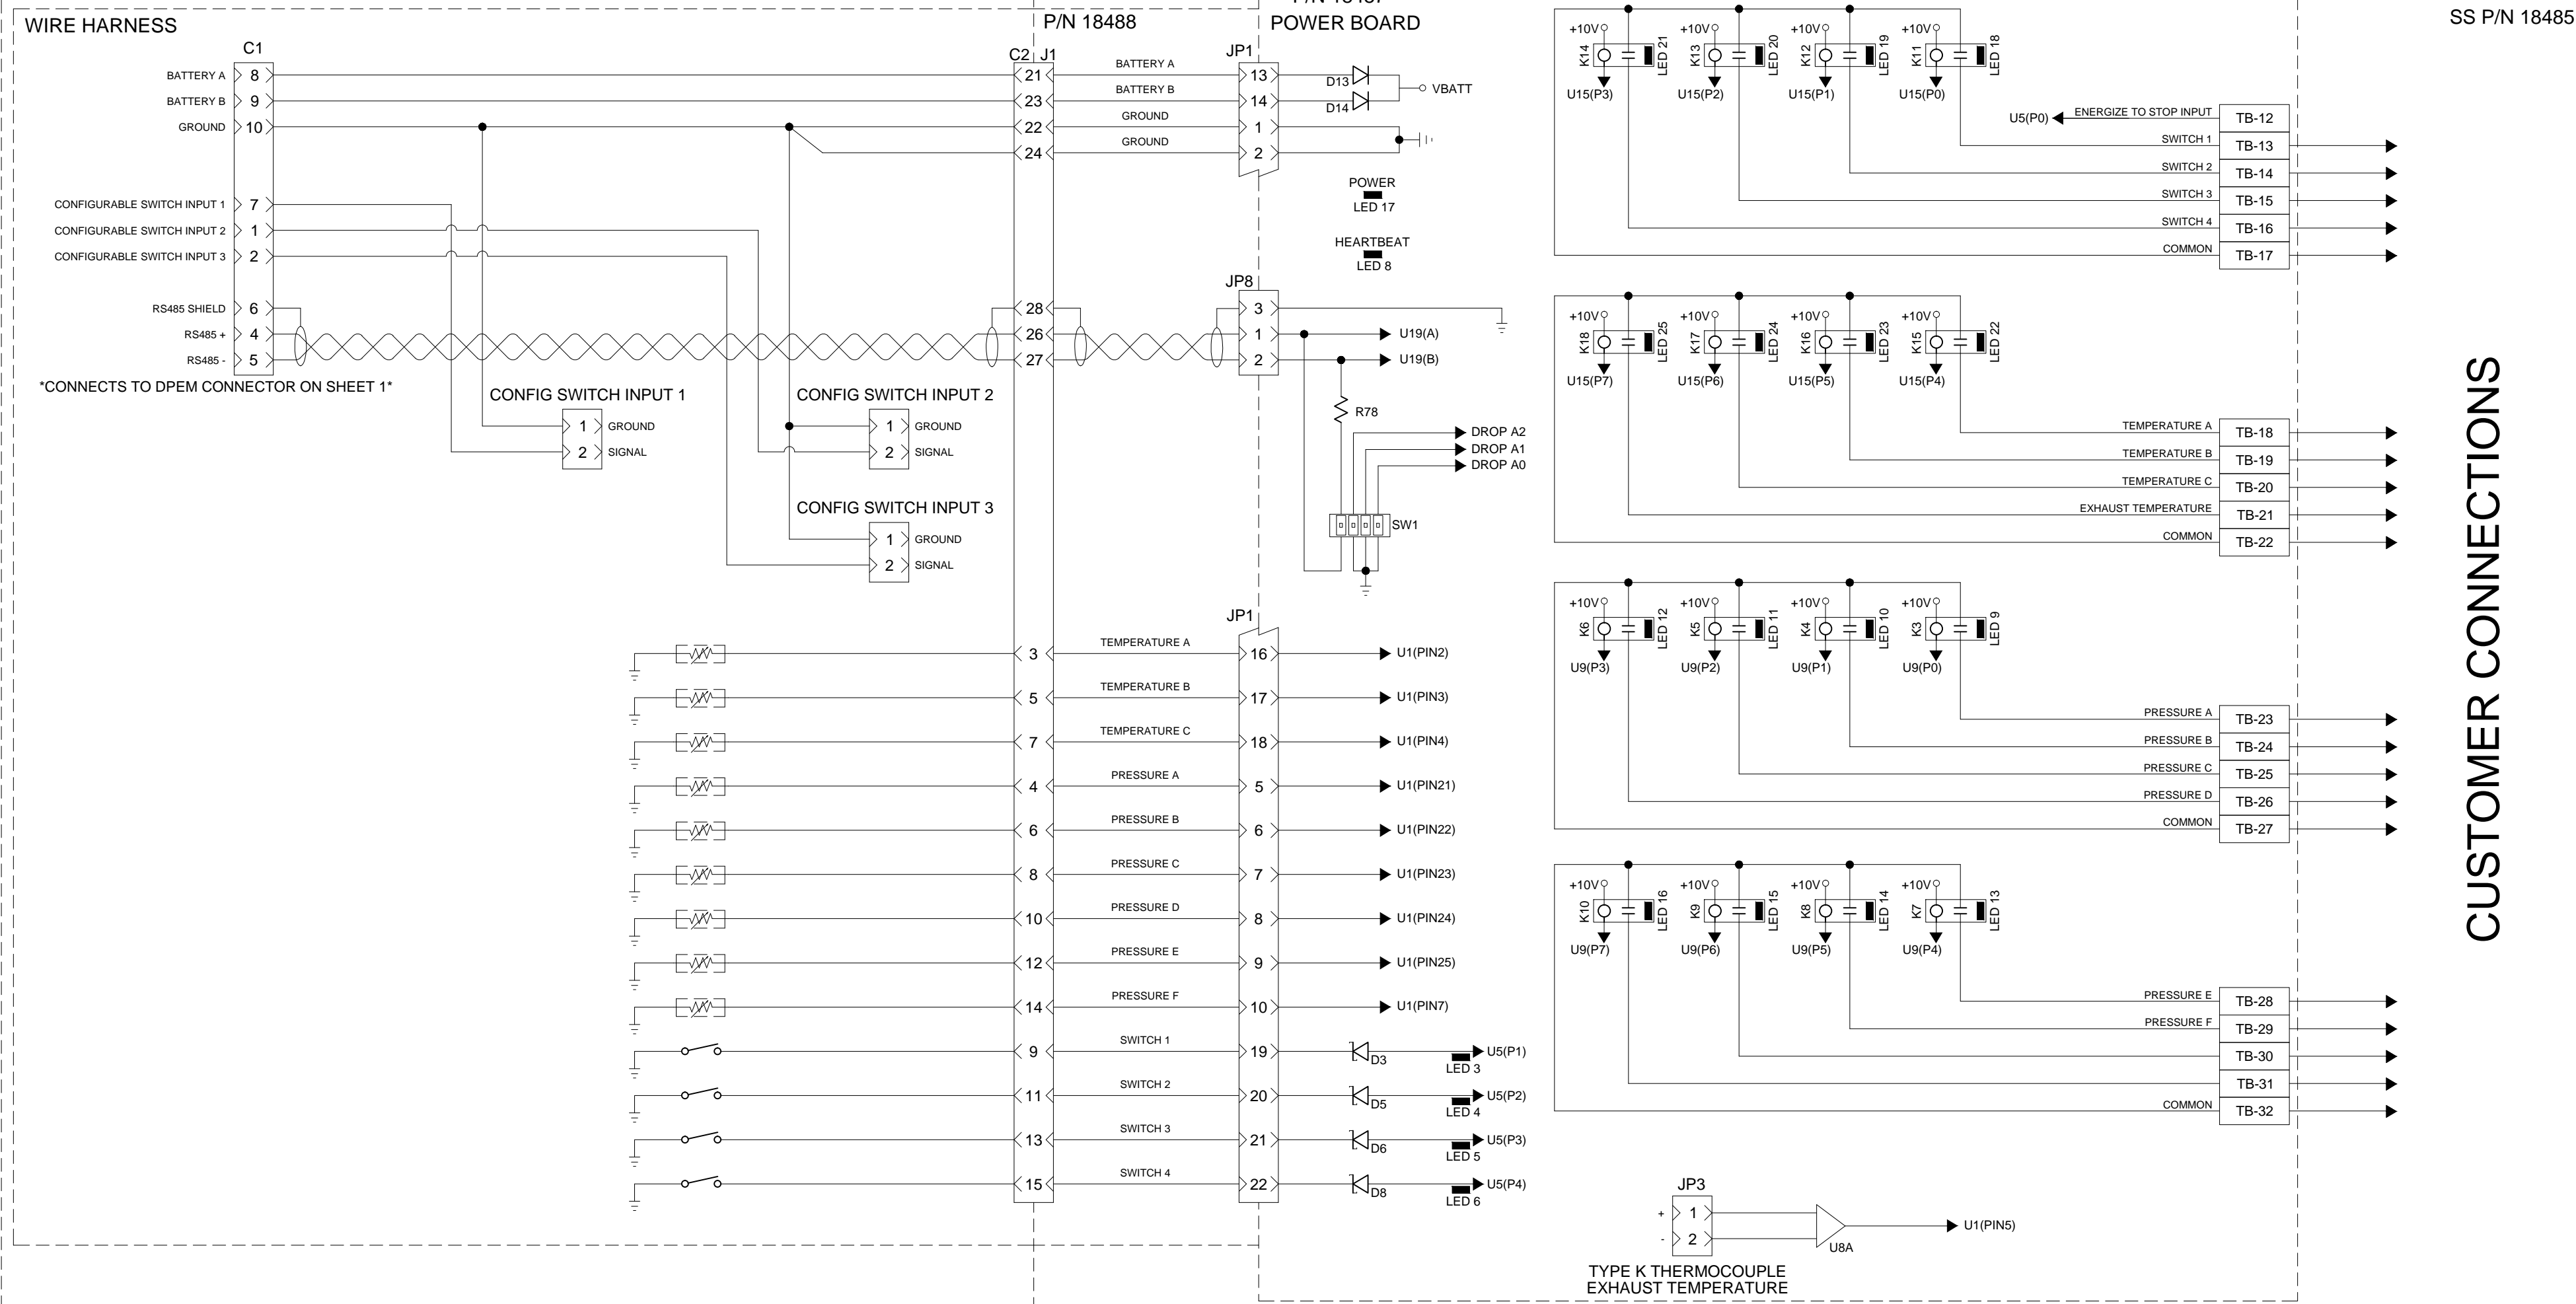 WIRE HARNESS
P/N 18488
POWER BOARD
SS P/N 18485
C1
BATTERY A 8
BATTERY B 9
GROUND 10
CONFIGURABLE SWITCH INPUT 1 7
CONFIGURABLE SWITCH INPUT 2 1
CONFIGURABLE SWITCH INPUT 3 2
RS485 SHIELD 6
RS485 + 4
RS485 - 5
*CONNECTS TO DPEM CONNECTOR ON SHEET 1*
CONFIG SWITCH INPUT 1
1 GROUND
2 SIGNAL
CONFIG SWITCH INPUT 2
1 GROUND
2 SIGNAL
CONFIG SWITCH INPUT 3
1 GROUND
2 SIGNAL
C2 J1 JP1
21 BATTERY A 13 D13
23 BATTERY B 14 D14
VBATT
22 GROUND 1
24 GROUND 2
POWER
LED 17
HEARTBEAT
LED 8
JP8
28 3
26 1 U19(A)
27 2 U19(B)
R78
DROP A2
DROP A1
DROP A0
SW1
JP1
3 TEMPERATURE A 16 U1(PIN2)
5 TEMPERATURE B 17 U1(PIN3)
7 TEMPERATURE C 18 U1(PIN4)
4 PRESSURE A 5 U1(PIN21)
6 PRESSURE B 6 U1(PIN22)
8 PRESSURE C 7 U1(PIN23)
10 PRESSURE D 8 U1(PIN24)
12 PRESSURE E 9 U1(PIN25)
14 PRESSURE F 10 U1(PIN7)
9 SWITCH 1 19 D3 LED 3 U5(P1)
11 SWITCH 2 20 D5 LED 4 U5(P2)
13 SWITCH 3 21 D6 LED 5 U5(P3)
15 SWITCH 4 22 D8 LED 6 U5(P4)
+10V +10V +10V +10V
K14 LED 21 K13 LED 20 K12 LED 19 K11 LED 18
U15(P3) U15(P2) U15(P1) U15(P0)
U5(P0) ENERGIZE TO STOP INPUT TB-12
SWITCH 1 TB-13
SWITCH 2 TB-14
SWITCH 3 TB-15
SWITCH 4 TB-16
COMMON TB-17
+10V +10V +10V +10V
K18 LED 25 K17 LED 24 K16 LED 23 K15 LED 22
U15(P7) U15(P6) U15(P5) U15(P4)
TEMPERATURE A TB-18
TEMPERATURE B TB-19
TEMPERATURE C TB-20
EXHAUST TEMPERATURE TB-21
COMMON TB-22
+10V +10V +10V +10V
K6 LED 12 K5 LED 11 K4 LED 10 K3 LED 9
U9(P3) U9(P2) U9(P1) U9(P0)
PRESSURE A TB-23
PRESSURE B TB-24
PRESSURE C TB-25
PRESSURE D TB-26
COMMON TB-27
+10V +10V +10V +10V
K10 LED 16 K9 LED 15 K8 LED 14 K7 LED 13
U9(P7) U9(P6) U9(P5) U9(P4)
PRESSURE E TB-28
PRESSURE F TB-29
TB-30
TB-31
COMMON TB-32
JP3
+ 1
- 2
U8A
U1(PIN5)
TYPE K THERMOCOUPLE
EXHAUST TEMPERATURE
CUSTOMER CONNECTIONS